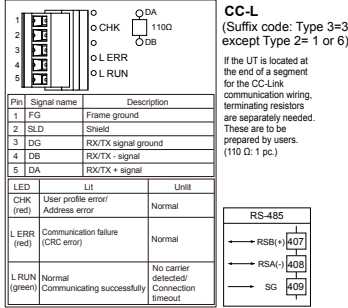 1
2
3
4
5
CHK
L ERR
L RUN
DA
110Ω
DB
CC-L
(Suffix code: Type 3=3
except Type 2= 1 or 6)
If the UT is located at
the end of a segment
for the CC-Link
communication wiring,
terminating resistors
are separately needed.
These are to be
prepared by users.
(110 Ω: 1 pc.)
Pin Signal name Description
1 FG Frame ground
2 SLD Shield
3 DG RX/TX signal ground
4 DB RX/TX - signal
5 DA RX/TX + signal
LED Lit Unlit
CHK (red) User profile error/ Address error Normal
L ERR (red) Communication failure (CRC error) Normal
L RUN (green) Normal Communicating successfully No carrier detected/ Connection timeout
RS-485
RSB(+) 407
RSA(-) 408
SG 409